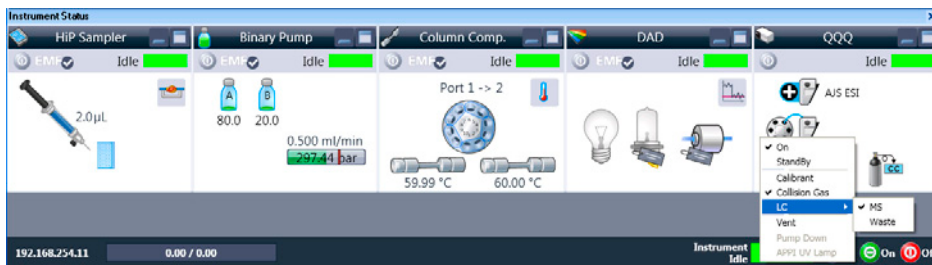 Instrument Status x
HiP Sampler Binary Pump Column Comp. DAD QQQ
EMF Idle EMF Idle EMF Idle EMF Idle Idle
Port 1 -> 2
A B AJS ESI
2.0μL 80.0 20.0
0.500 ml/min
297.44 bar
59.99 °C 60.00 °C
On
StandBy
Calibrant
Collision Gas
CC
LC MS
Vent Waste
Pump Down
APPI UV Lamp
192.168.254.11 0.00 / 0.00 Instrument Idle On Of